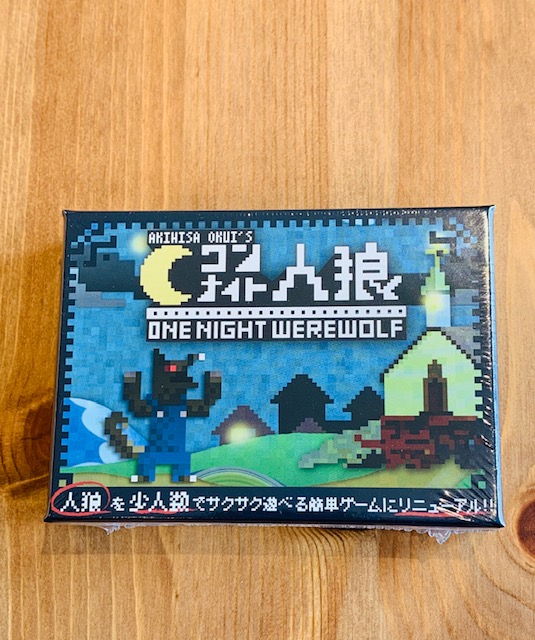 AKIHISA OKUI'S
ワンナイト人狼
ONE NIGHT WEREWOLF
人狼を少人数でサクサク遊べる簡単ゲームにリニューアル!!